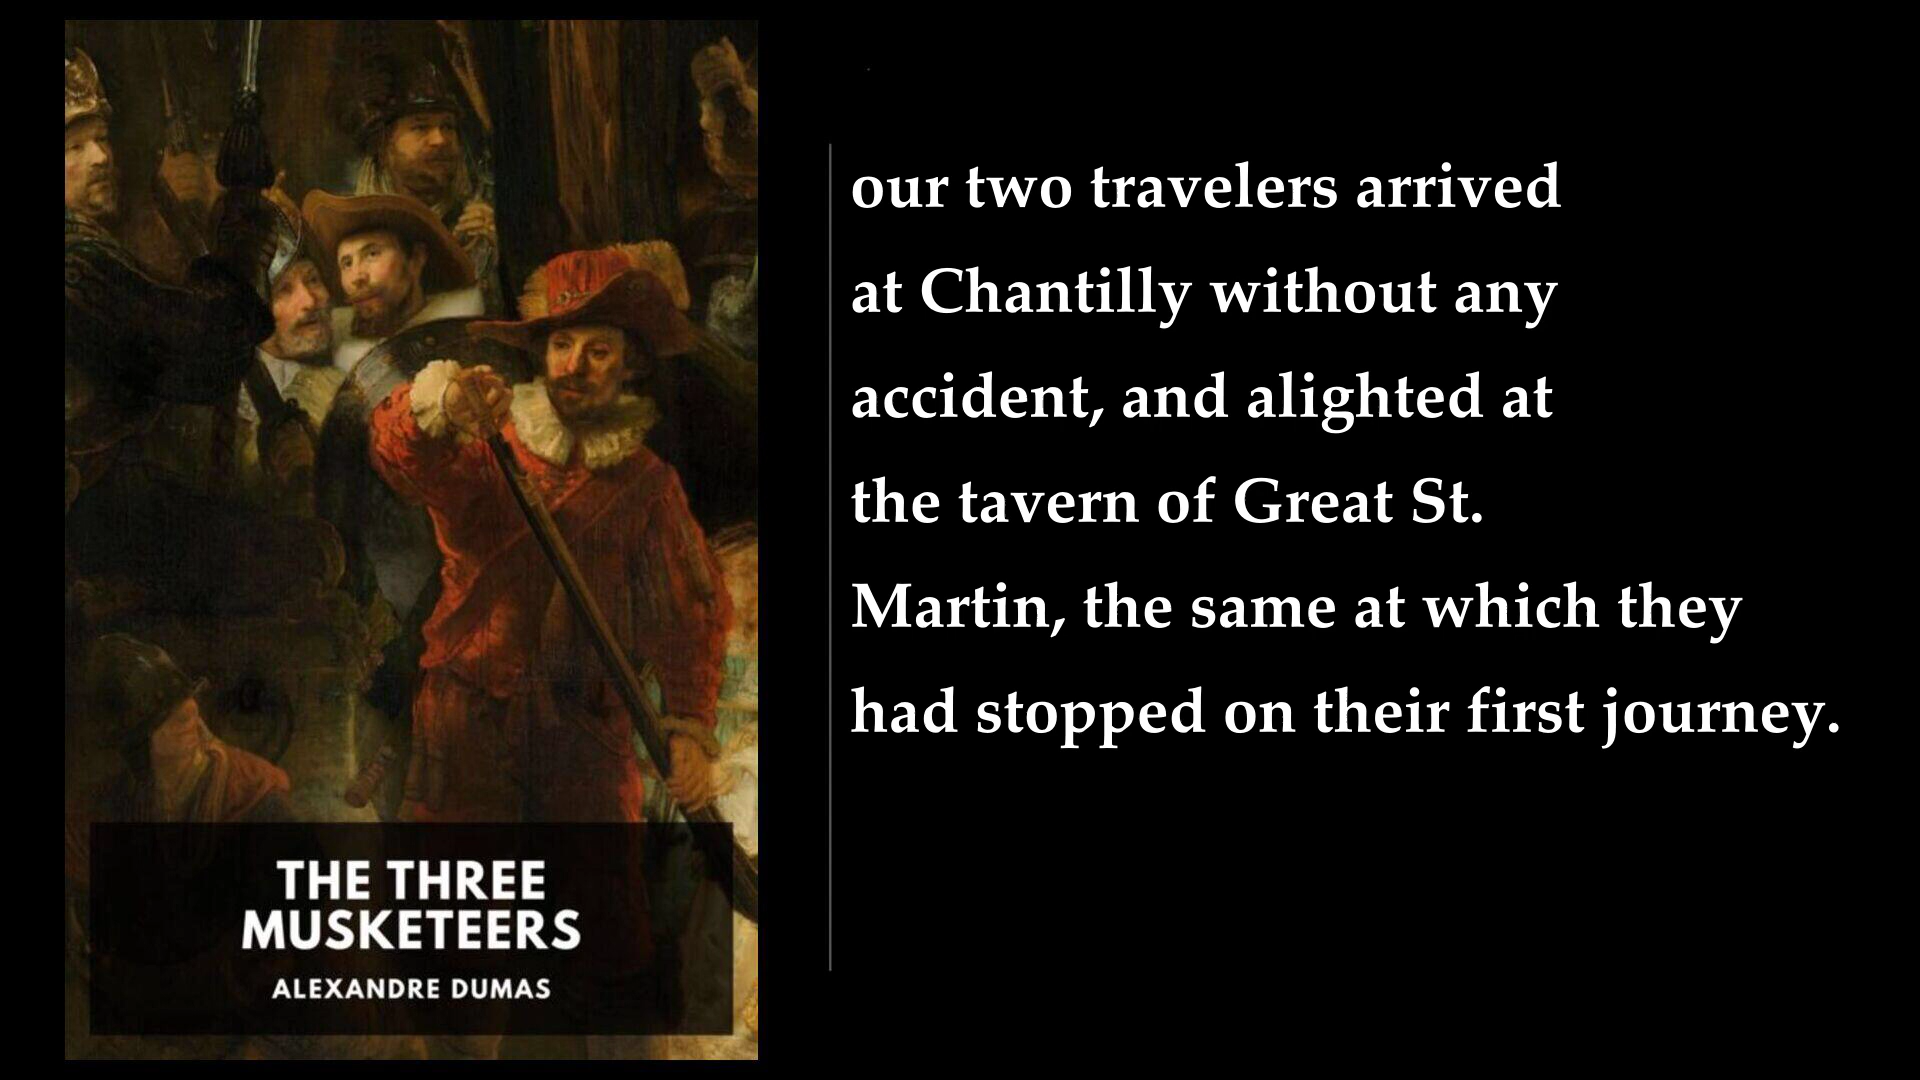 our two travelers arrived
at Chantilly without any
accident, and alighted at
the tavern of Great St.
Martin, the same at which they
had stopped on their first journey.
THE THREE
MUSKETEERS
ALEXANDRE DUMAS